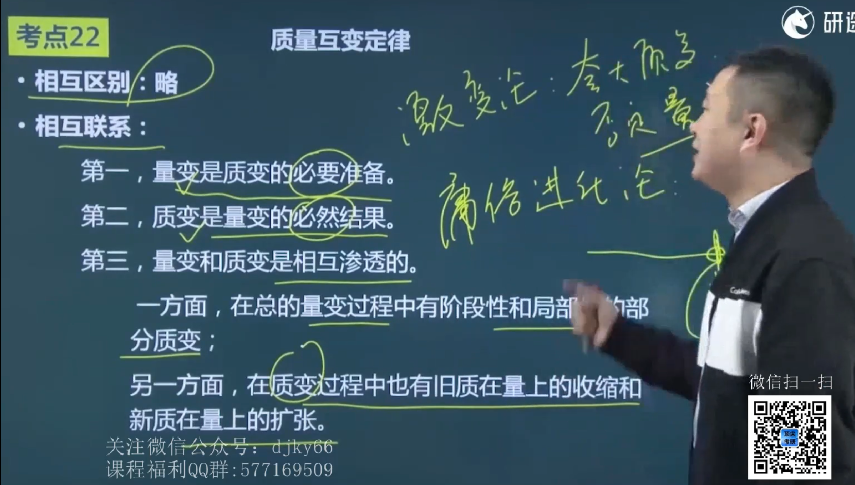 考点22
质量互变定律
研途
• 相互区别：略
激变论：夸大质变
否定量
• 相互联系：
第一，量变是质变的必要准备。
庸俗进化论：
第二，质变是量变的必然结果。
第三，量变和质变是相互渗透的。
一方面，在总的量变过程中有阶段性和局部的部
分质变；
另一方面，在质变过程中也有旧质在量上的收缩和
新质在量上的扩张。
微信扫一扫
关注微信公众号：djky66
课程福利QQ群:577169509